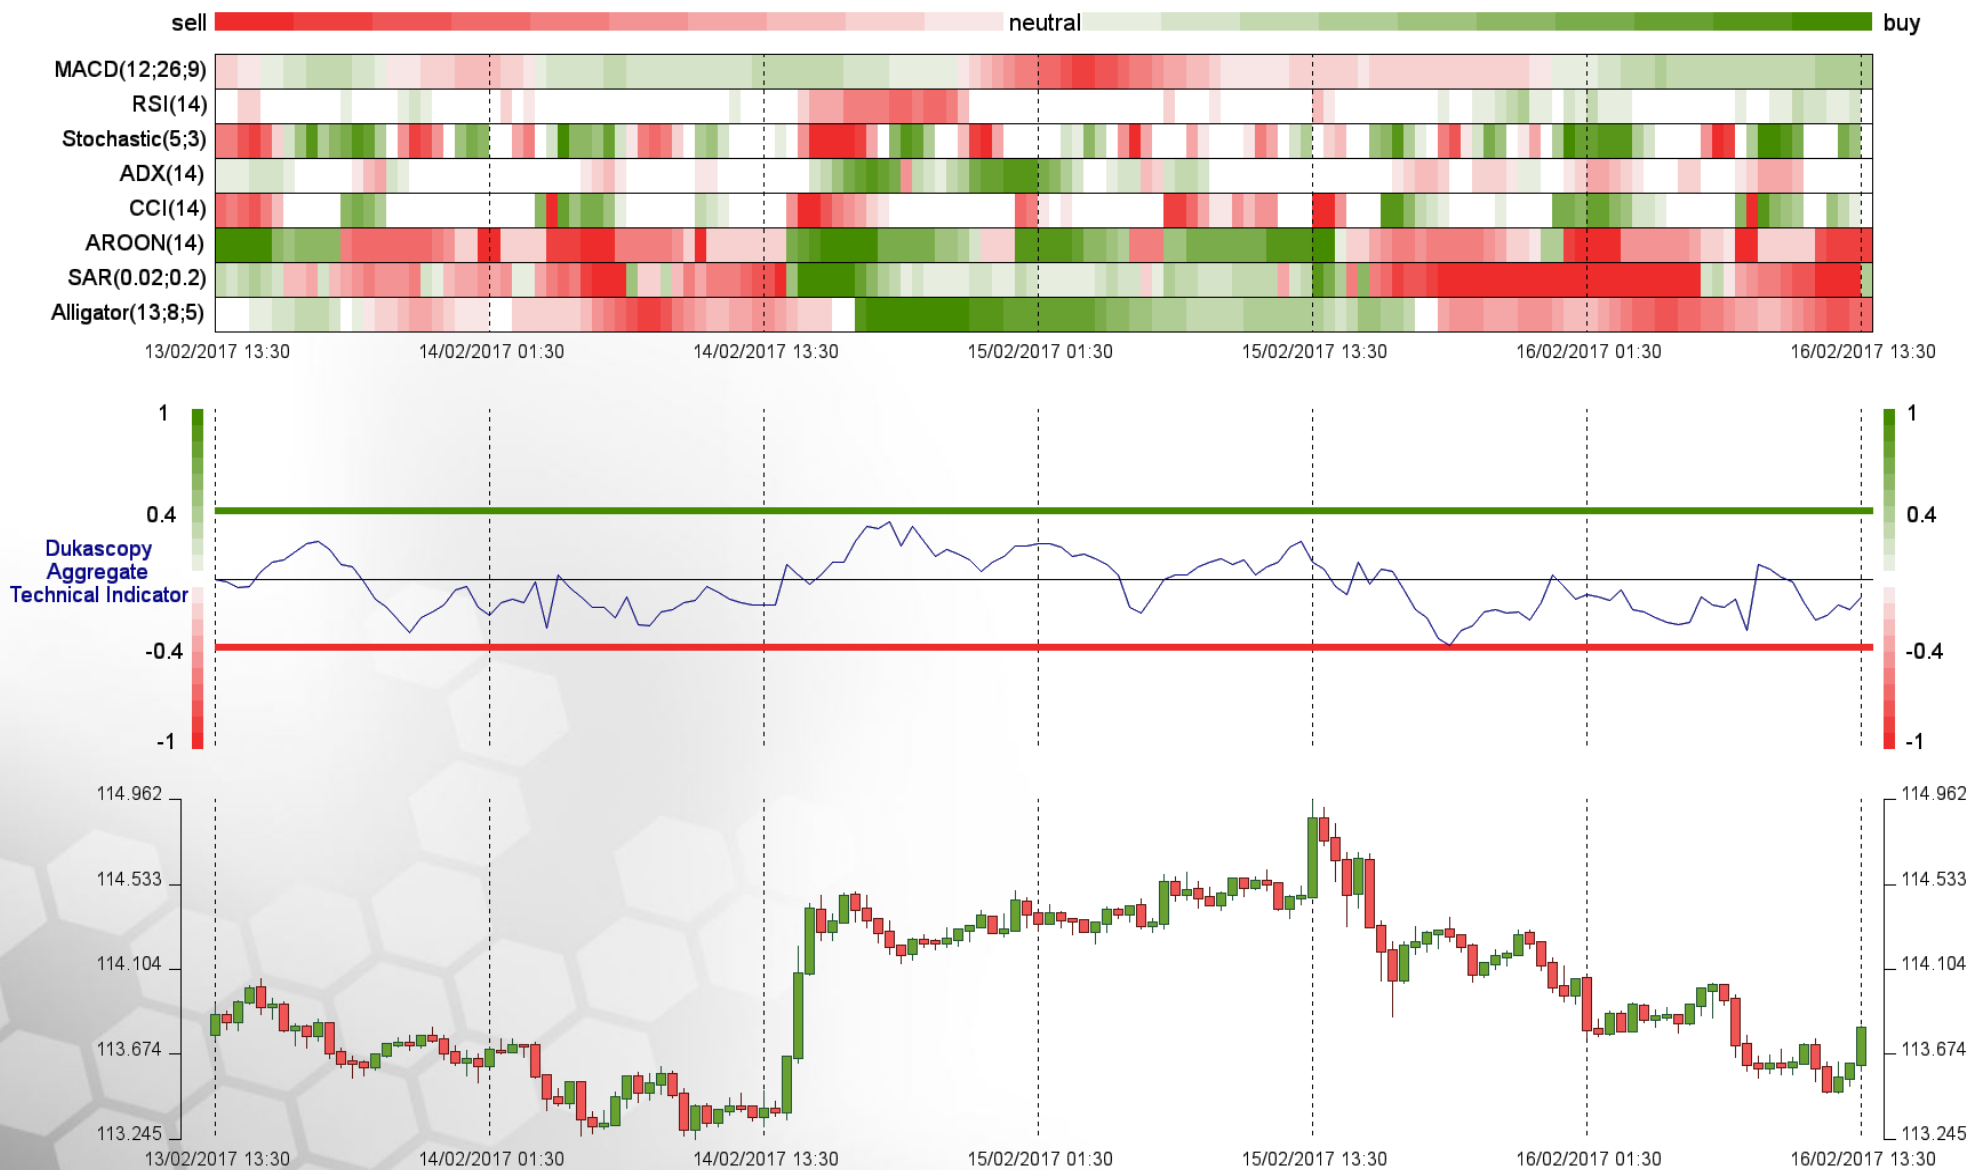 sell neutral buy
MACD(12;26;9)
RSI(14)
Stochastic(5;3)
ADX(14)
CCI(14)
AROON(14)
SAR(0.02;0.2)
Alligator(13;8;5)
13/02/2017 13:30 14/02/2017 01:30 14/02/2017 13:30 15/02/2017 01:30 15/02/2017 13:30 16/02/2017 01:30 16/02/2017 13:30
1 1
0.4 0.4
Dukascopy
Aggregate
Technical Indicator
-0.4 -0.4
-1 -1
114.962 114.962
114.533 114.533
114.104 114.104
113.674 113.674
113.245 113.245
13/02/2017 13:30 14/02/2017 01:30 14/02/2017 13:30 15/02/2017 01:30 15/02/2017 13:30 16/02/2017 01:30 16/02/2017 13:30